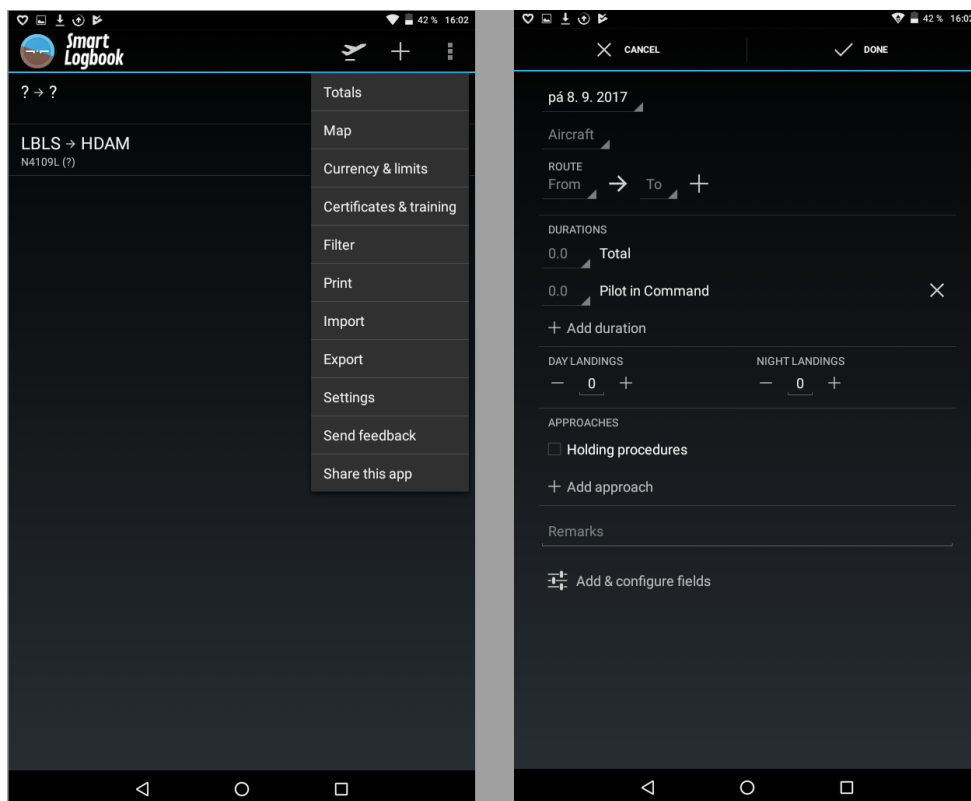 42 % 16:02
Smart
Logbook
? → ?
LBLS → HDAM
N4109L (?)
Totals
Map
Currency & limits
Certificates & training
Filter
Print
Import
Export
Settings
Send feedback
Share this app
42 % 16:02
CANCEL
DONE
pá 8. 9. 2017
Aircraft
ROUTE
From → To
DURATIONS
0.0 Total
0.0 Pilot in Command
+ Add duration
DAY LANDINGS NIGHT LANDINGS
— 0 + — 0 +
APPROACHES
Holding procedures
+ Add approach
Remarks
Add & configure fields